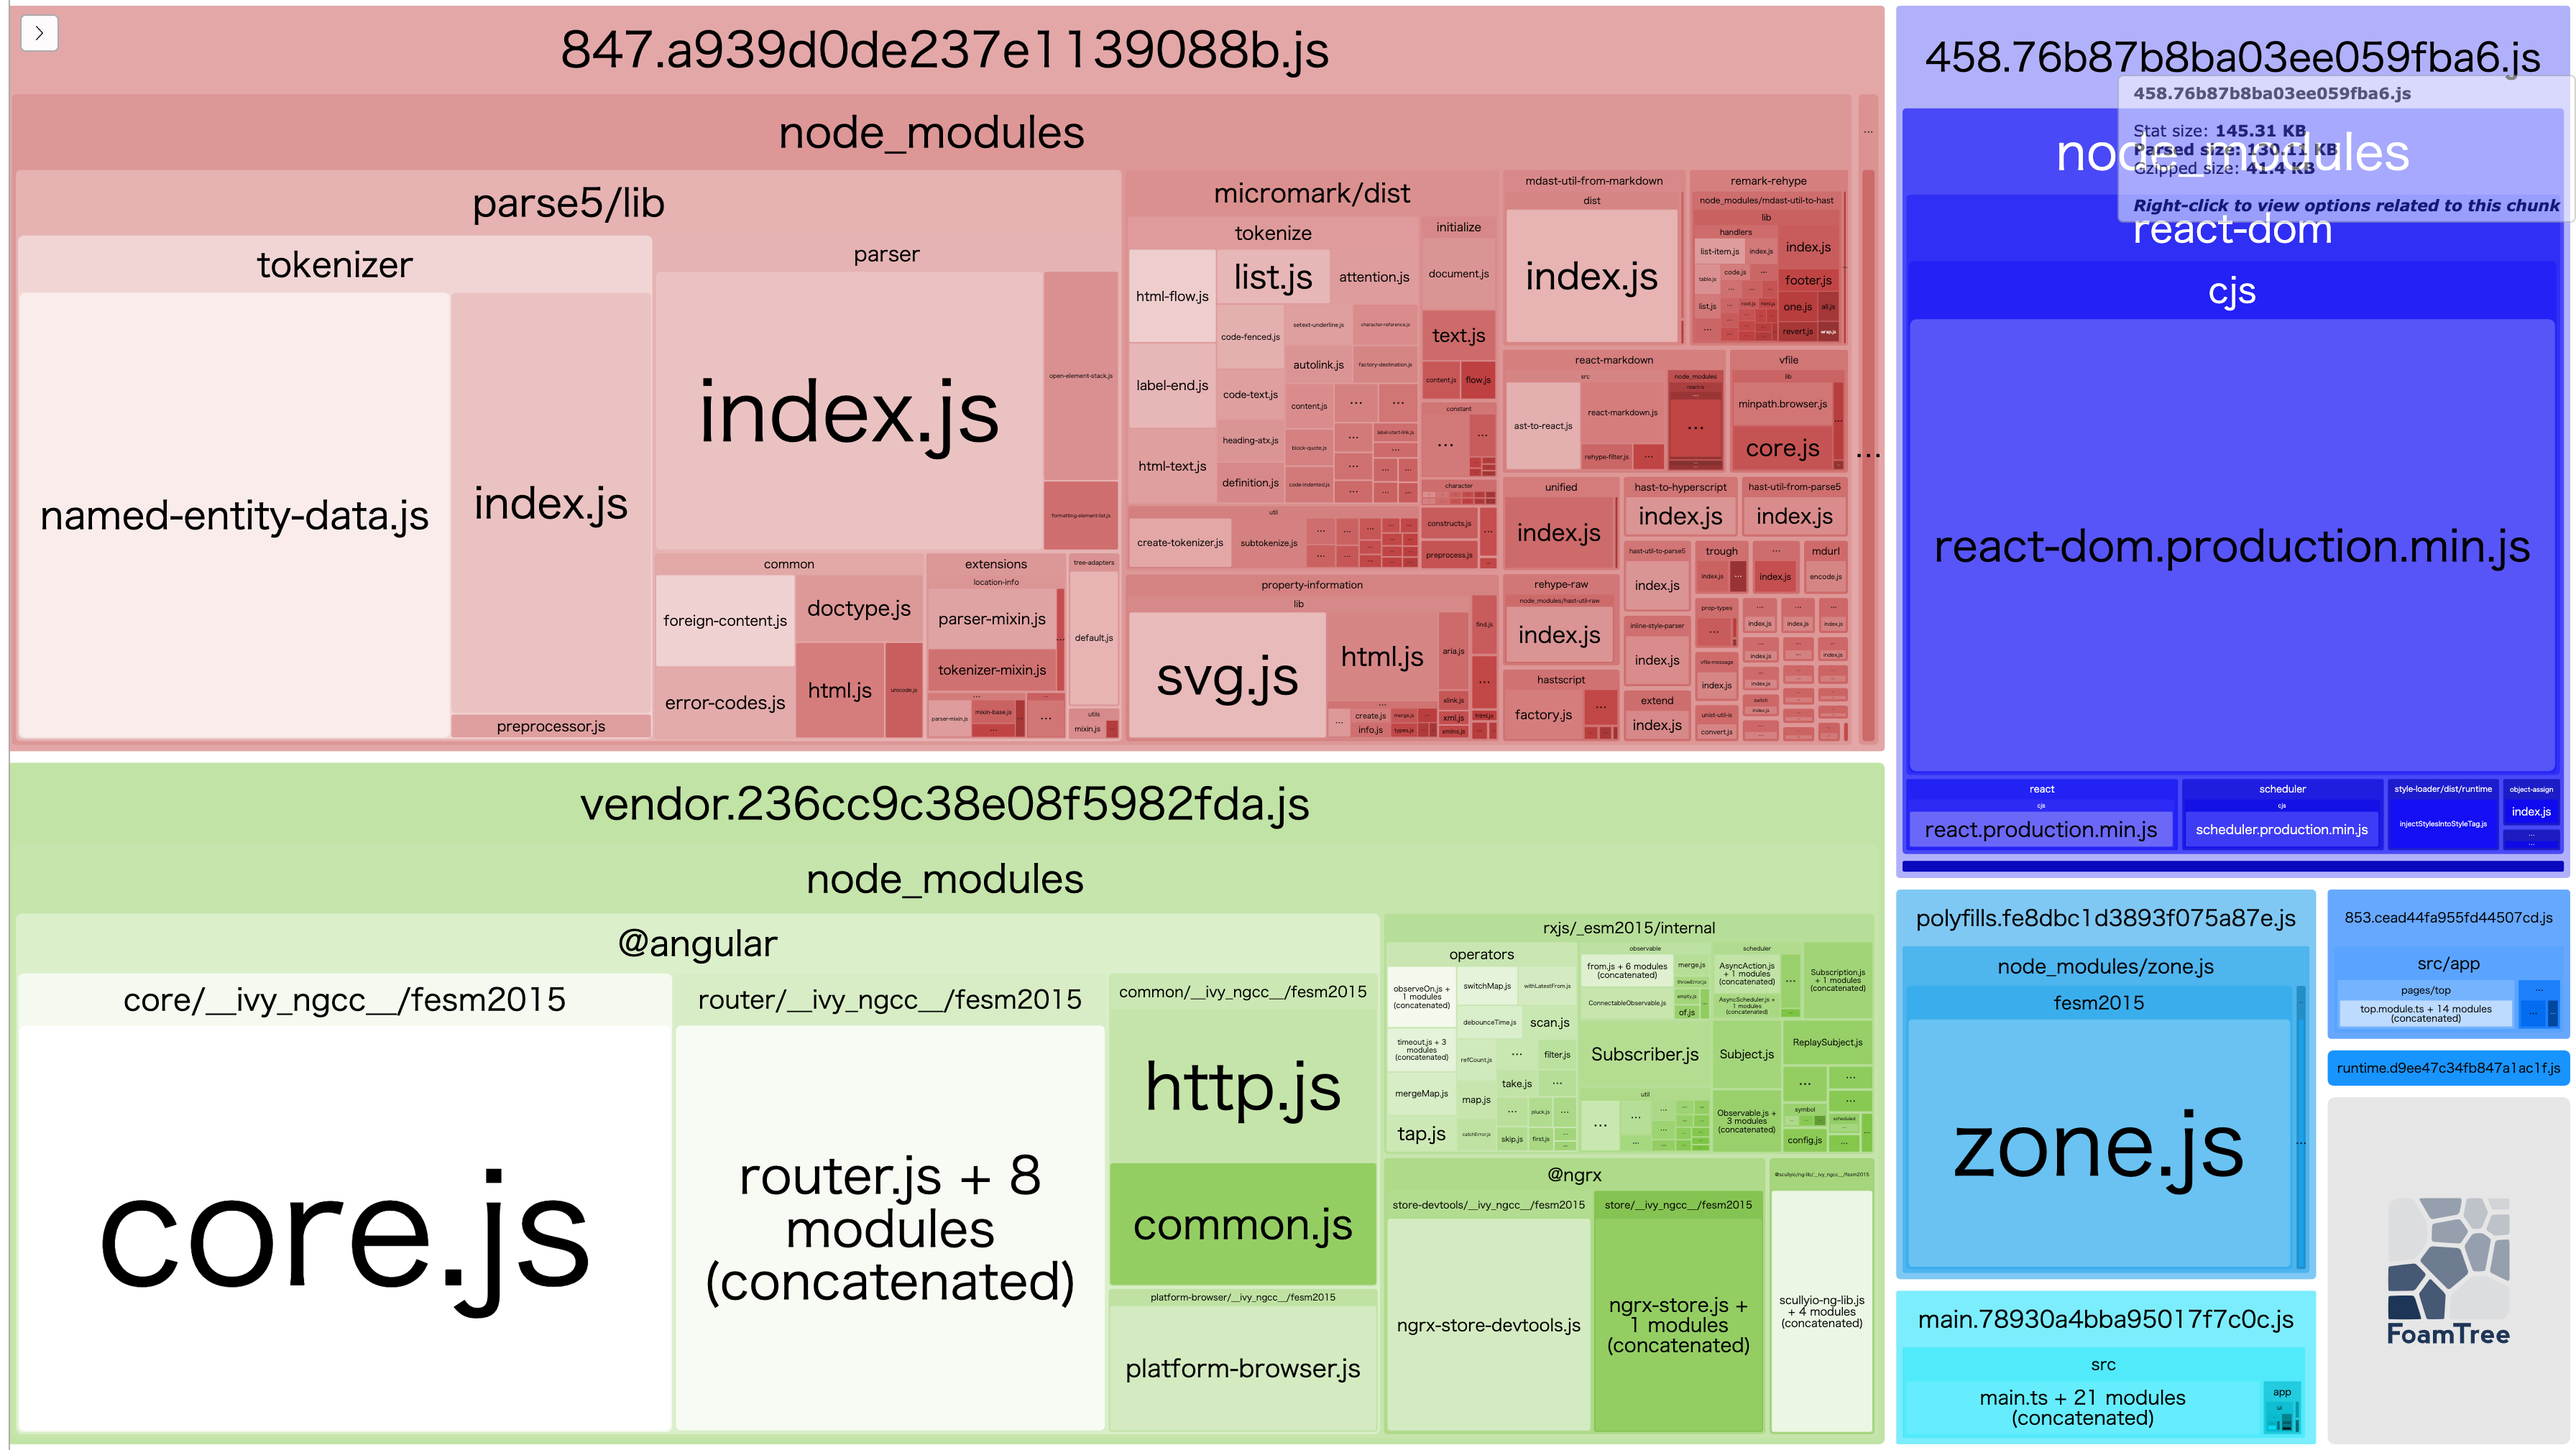 847.a939d0de237e1139088b.js
node_modules
...
parse5/lib
tokenizer
named-entity-data.js
index.js
preprocessor.js
parser
index.js
open-element-stack.js
formatting-element-list.js
common
foreign-content.js
error-codes.js
doctype.js
html.js
unicode.js
extensions
location-info
parser-mixin.js
tokenizer-mixin.js
...
parser-mixin.js
mixin-base.js
...
tree-adapters
default.js
utils
mixin.js
micromark/dist
tokenize
html-flow.js
label-end.js
html-text.js
list.js
attention.js
code-fenced.js
code-text.js
heading-atx.js
definition.js
setext-underline.js
character-reference.js
autolink.js
factory-destination.js
content.js
block-quote.js
label-start-link.js
code-indented.js
initialize
document.js
text.js
content.js
flow.js
constant
...
character
constructs.js
preprocess.js
util
create-tokenizer.js
subtokenize.js
property-information
lib
svg.js
html.js
aria.js
find.js
xlink.js
create.js
merge.js
info.js
types.js
xml.js
xmlns.js
mdast-util-from-markdown
dist
index.js
remark-rehype
node_modules/mdast-util-to-hast
lib
handlers
list-item.js
index.js
table.js
code.js
list.js
root.js
index.js
footer.js
one.js
all.js
revert.js
wrap.js
react-markdown
src
ast-to-react.js
react-markdown.js
rehype-filter.js
node_modules
react-is
...
vfile
lib
minpath.browser.js
core.js
unified
index.js
hast-to-hyperscript
index.js
hast-util-from-parse5
index.js
rehype-raw
node_modules/hast-util-raw
index.js
hast-util-to-parse5
index.js
trough
index.js
...
index.js
mdurl
encode.js
inline-style-parser
index.js
prop-types
...
index.js
index.js
index.js
hastscript
factory.js
...
extend
index.js
vfile-message
index.js
unist-util-is
convert.js
index.js
index.js
index.js
...
vendor.236cc9c38e08f5982fda.js
node_modules
@angular
core/__ivy_ngcc__/fesm2015
core.js
router/__ivy_ngcc__/fesm2015
router.js + 8
modules
(concatenated)
common/__ivy_ngcc__/fesm2015
http.js
common.js
platform-browser/__ivy_ngcc__/fesm2015
platform-browser.js
rxjs/_esm2015/internal
operators
observeOn.js +
1 modules
(concatenated)
timeout.js + 3
modules
(concatenated)
mergeMap.js
tap.js
switchMap.js
withLatestFrom.js
debounceTime.js
scan.js
refCount.js
...
filter.js
map.js
take.js
...
pluck.js
catchError.js
skip.js
first.js
observable
from.js + 6 modules
(concatenated)
merge.js
throwError.js
ConnectableObservable.js
empty.js
of.js
scheduler
AsyncAction.js
+ 1 modules
(concatenated)
AsyncScheduler.js +
1 modules
(concatenated)
Subscription.js
+ 1 modules
(concatenated)
Subscriber.js
Subject.js
ReplaySubject.js
util
...
Observable.js +
3 modules
(concatenated)
symbol
scheduled
config.js
@ngrx
store-devtools/__ivy_ngcc__/fesm2015
ngrx-store-devtools.js
store/__ivy_ngcc__/fesm2015
ngrx-store.js +
1 modules
(concatenated)
@scullyio/ng-lib/__ivy_ngcc__/fesm2015
scullyio-ng-lib.js
+ 4 modules
(concatenated)
458.76b87b8ba03ee059fba6.js
458.76b87b8ba03ee059fba6.js
Stat size: 145.31 KB
Parsed size: 130.11 KB
Gzipped size: 41.4 KB
Right-click to view options related to this chunk
node_modules
react-dom
cjs
react-dom.production.min.js
react
cjs
react.production.min.js
scheduler
cjs
scheduler.production.min.js
style-loader/dist/runtime
injectStylesIntoStyleTag.js
object-assign
index.js
polyfills.fe8dbc1d3893f075a87e.js
node_modules/zone.js
fesm2015
zone.js
...
853.cead44fa955fd44507cd.js
src/app
pages/top
top.module.ts + 14 modules
(concatenated)
...
runtime.d9ee47c34fb847a1ac1f.js
main.78930a4bba95017f7c0c.js
src
main.ts + 21 modules
(concatenated)
app
ui
FoamTree